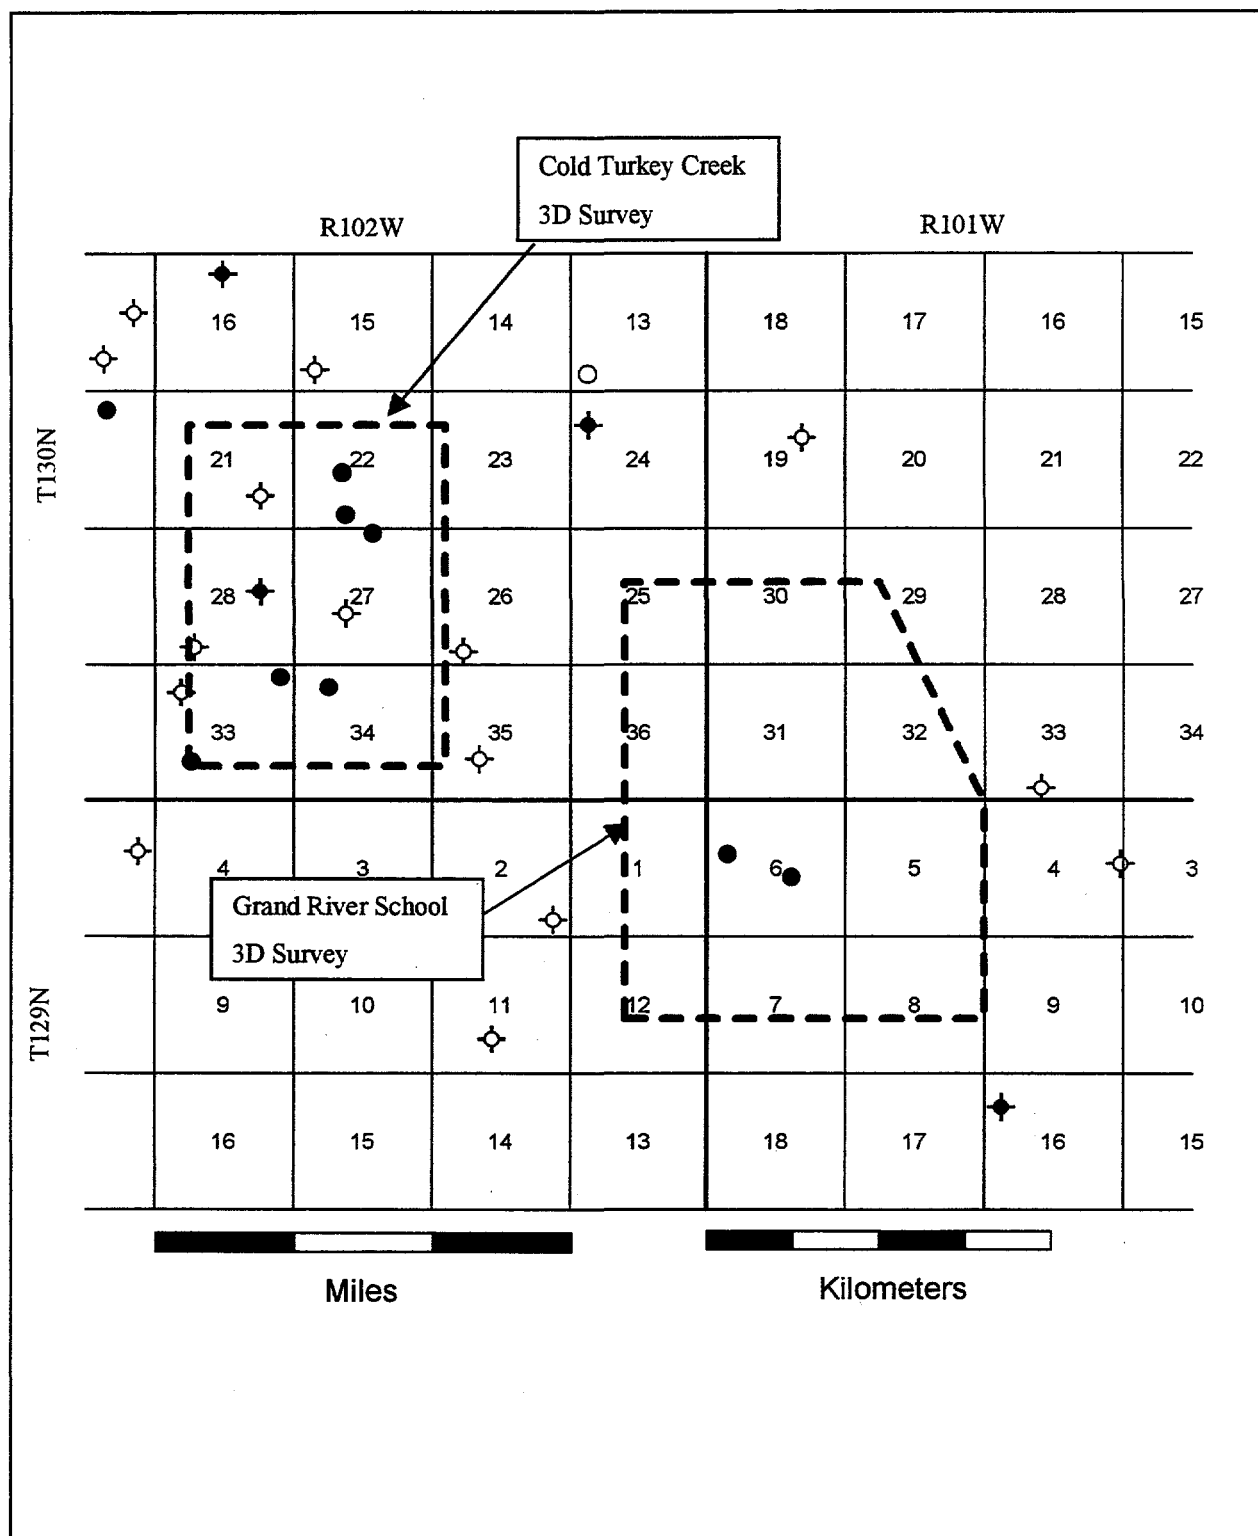 Cold Turkey Creek
3D Survey
R102W
R101W
16 15 14 13 18 17 16 15
T130N
21 22 23 24 19 20 21 22
28 27 26 25 30 29 28 27
33 34 35 36 31 32 33 34
4 3 2 1 6 5 4 3
Grand River School
3D Survey
T129N
9 10 11 12 7 8 9 10
16 15 14 13 18 17 16 15
Miles
Kilometers